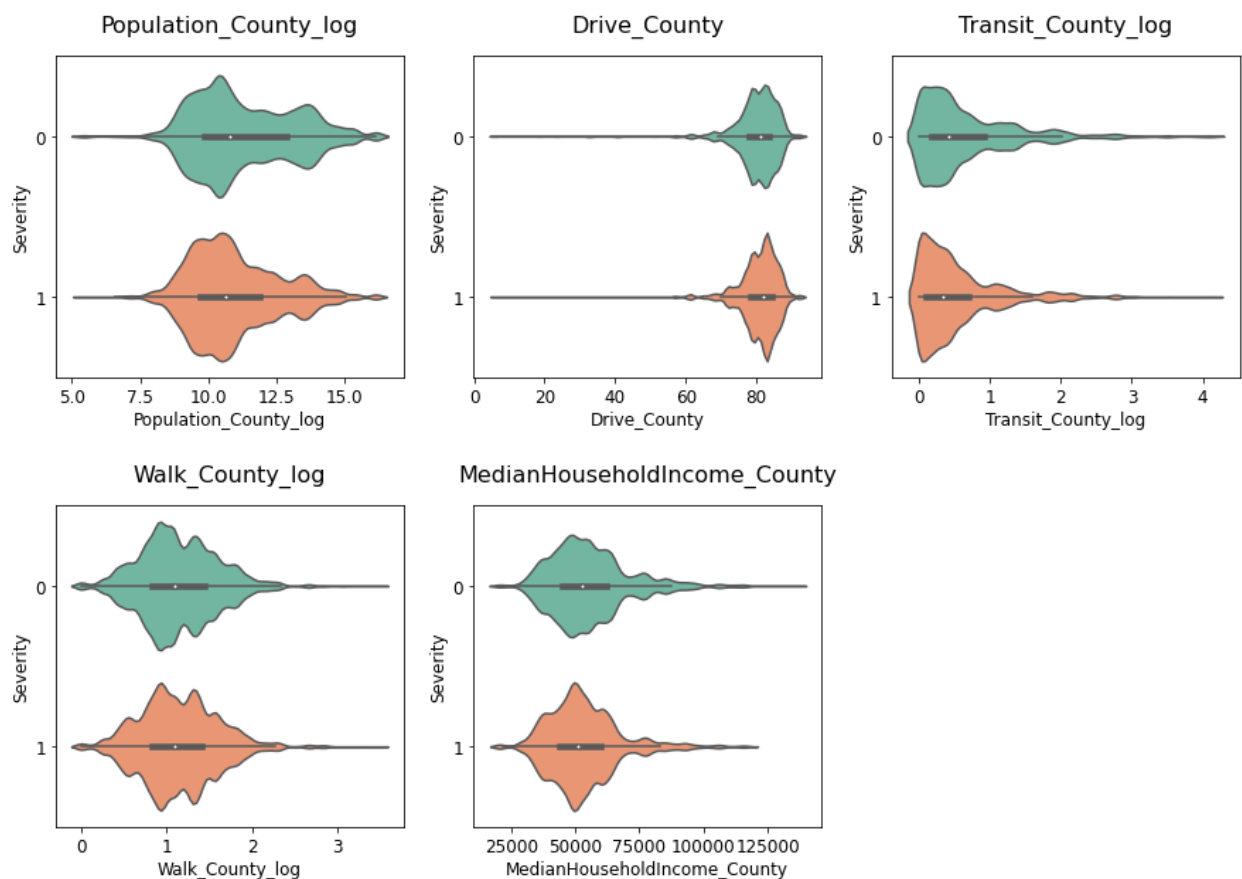 Population_County_log
Drive_County
Transit_County_log
Severity
0
1
5.0 7.5 10.0 12.5 15.0
Population_County_log
Severity
0
1
0 20 40 60 80
Drive_County
Severity
0
1
0 1 2 3 4
Transit_County_log
Walk_County_log
MedianHouseholdIncome_County
Severity
0
1
0 1 2 3
Walk_County_log
Severity
0
1
25000 50000 75000 100000 125000
MedianHouseholdIncome_County